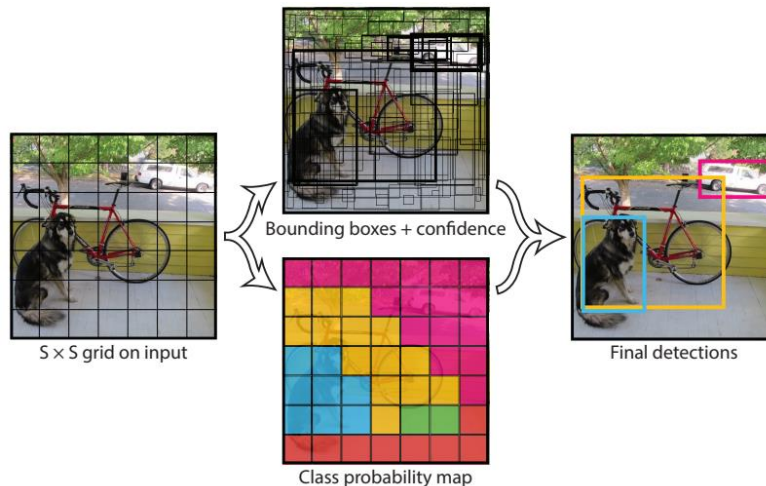 Bounding boxes + confidence
S × S grid on input
Final detections
Class probability map